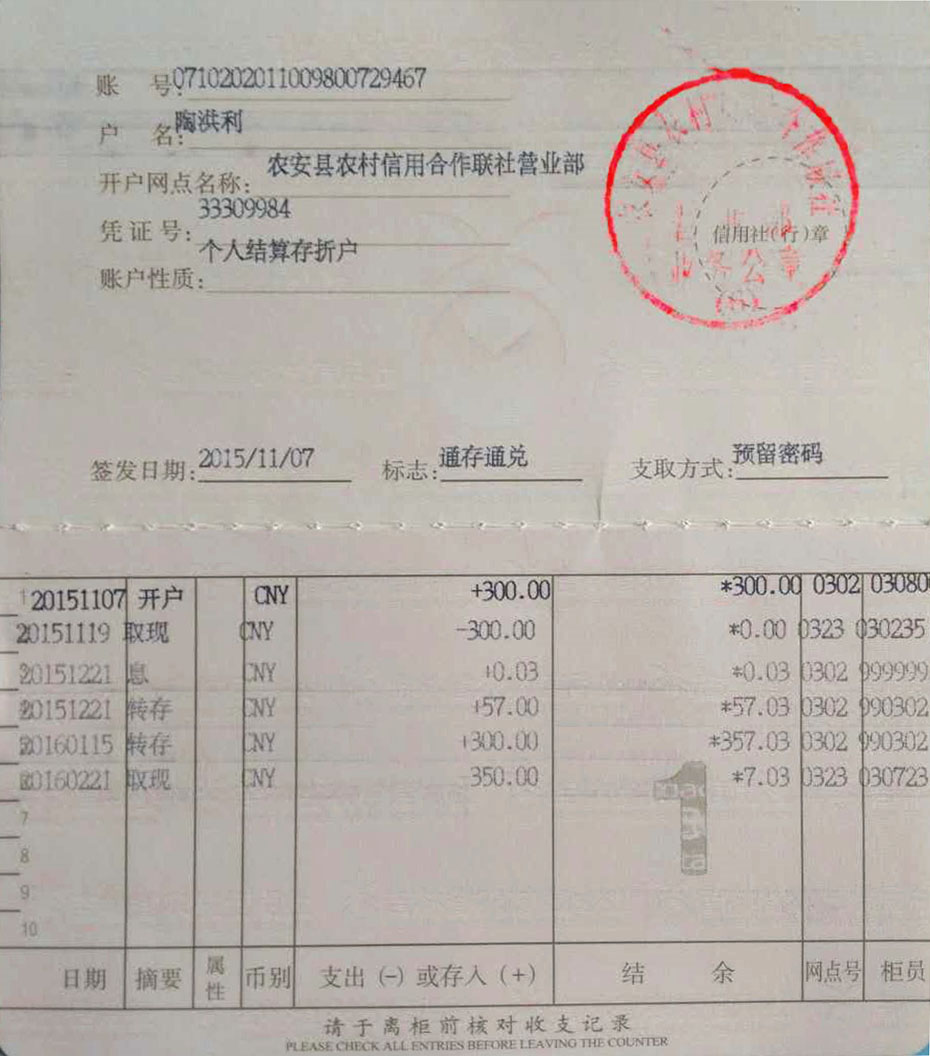 账 号:0710202011009800729467
户 名:陶洪利
开户网点名称:农安县农村信用合作联社营业部
凭证号:33309984
账户性质:个人结算存折户
信用社(行)章
业务公章
签发日期:2015/11/07 标志:通存通兑 支取方式:预留密码
1 20151107 开户 CNY +300.00 *300.00 0302 03080
20151119 取现 CNY -300.00 *0.00 0323 030235
20151221 息 CNY +0.03 *0.03 0302 999999
20151221 转存 CNY +57.00 *57.03 0302 990302
20160115 转存 CNY +300.00 *357.03 0302 990302
20160221 取现 CNY 350.00 *7.03 0323 030723
7
8
9
10
日期 摘要 属性 币别 支出(-)或存入(+) 结 余 网点号 柜员
请于离柜前核对收支记录
PLEASE CHECK ALL ENTRIES BEFORE LEAVING THE COUNTER